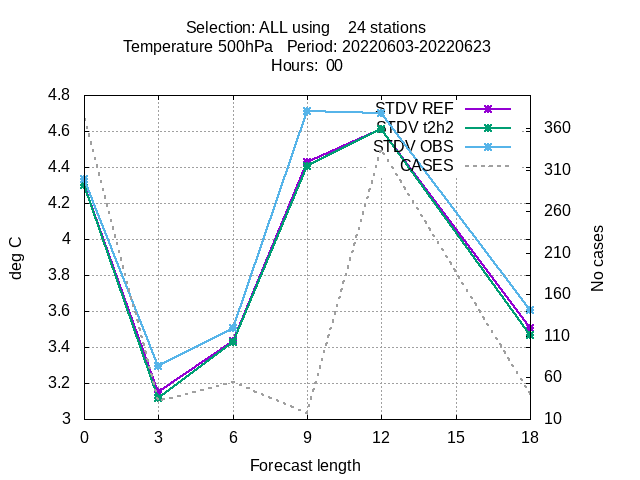 Selection: ALL using    24 stations
Temperature 500hPa   Period: 20220603-20220623
Hours:  00
4.8
4.6
4.4
4.2
4
3.8
3.6
3.4
3.2
3
deg C
STDV REF
STDV t2h2
STDV OBS
CASES
360
310
260
210
160
110
60
10
No cases
0 3 6 9 12 15 18
Forecast length